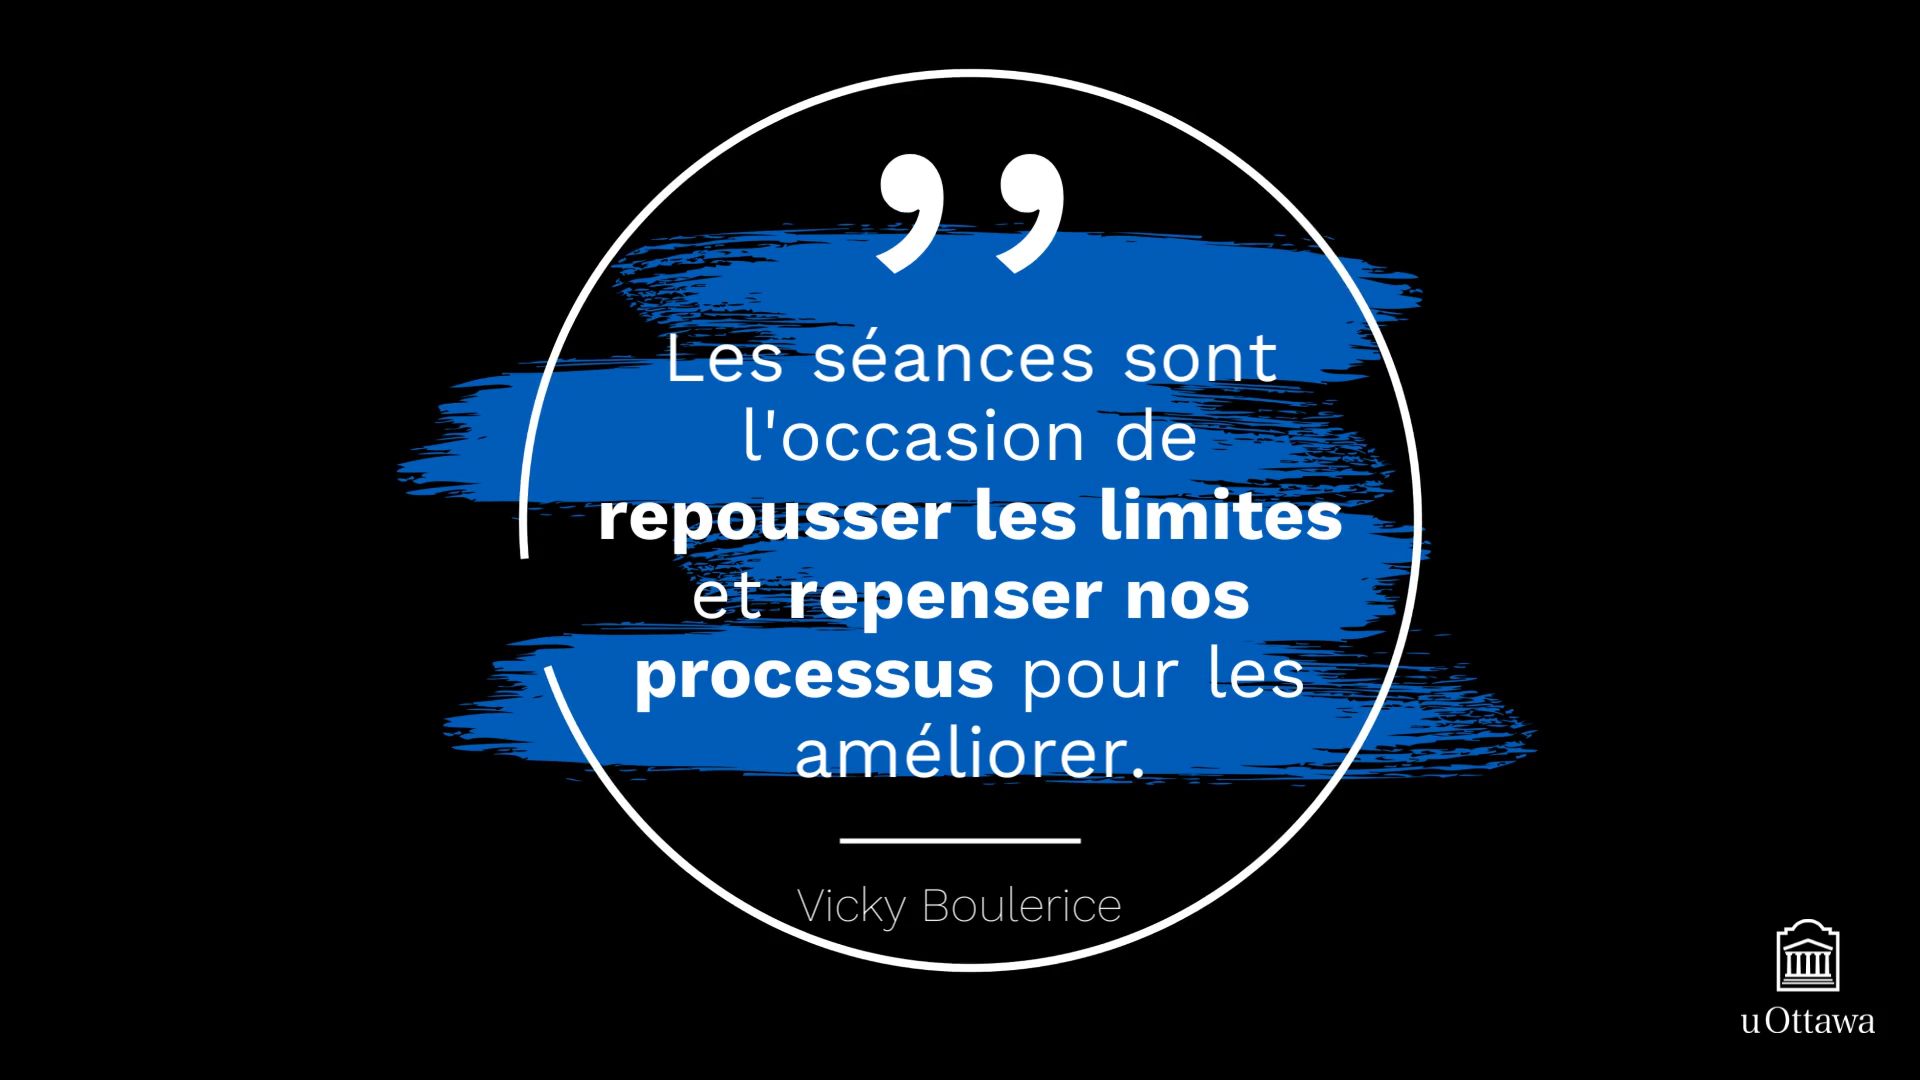 ”
Les séances sont
l'occasion de
repousser les limites
et repenser nos
processus pour les
améliorer.
Vicky Boulerice
uOttawa